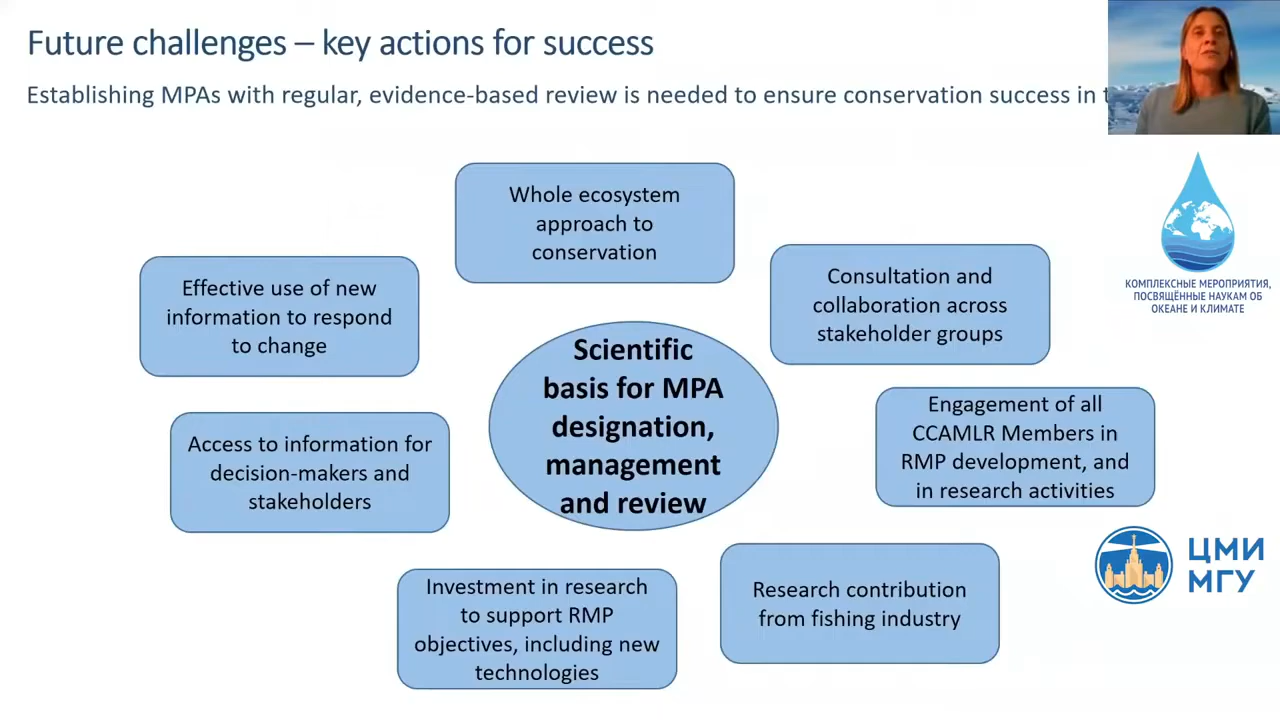 Future challenges – key actions for success
Establishing MPAs with regular, evidence-based review is needed to ensure conservation success in
Whole ecosystem
approach to
conservation
Effective use of new
information to respond
to change
Consultation and
collaboration across
stakeholder groups
Scientific
basis for MPA
designation,
management
and review
Access to information for
decision-makers and
stakeholders
Engagement of all
CCAMLR Members in
RMP development, and
in research activities
Investment in research
to support RMP
objectives, including new
technologies
Research contribution
from fishing industry
КОМПЛЕКСНЫЕ МЕРОПРИЯТИЯ,
ПОСВЯЩЁННЫЕ НАУКАМ ОБ
ОКЕАНЕ И КЛИМАТЕ
ЦМИ
МГУ